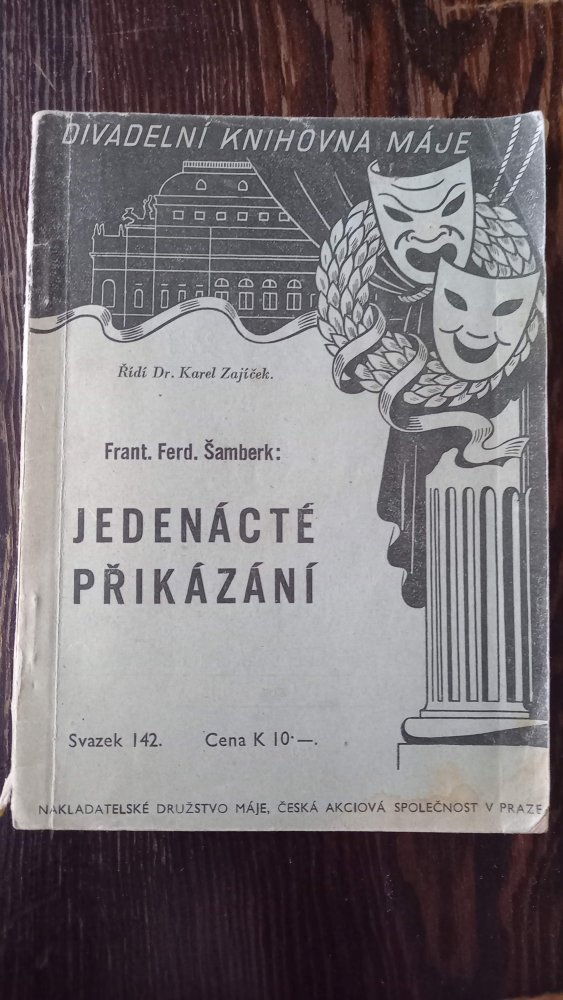 DIVADELNÍ KNIHOVNA MÁJE
Řídí Dr. Karel Zajíček.
Frant. Ferd. Šamberk:
JEDENÁCTÉ
PŘIKÁZÁNÍ
Svazek 142. Cena K 10·—.
NAKLADATELSKÉ DRUŽSTVO MÁJE, ČESKÁ AKCIOVÁ SPOLEČNOST V PRAZE